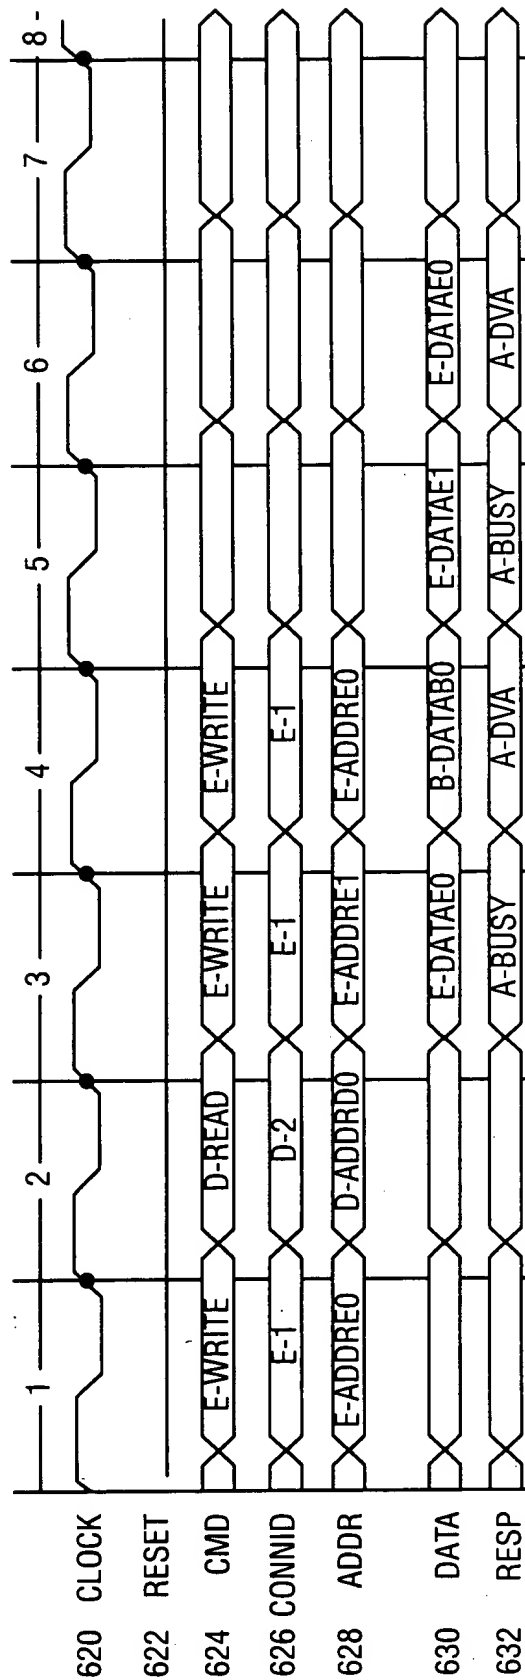 1 2 3 4 5 6 7 8
620 CLOCK
622 RESET
624 CMD E-WRITE D-READ E-WRITE E-WRITE
626 CONNID E-1 D-2 E-1 E-1
628 ADDR E-ADDRE0 D-ADDRD0 E-ADDRE1 E-ADDRE0
630 DATA E-DATAE0 B-DATAB0 E-DATAE1 E-DATAE0
632 RESP A-BUSY A-DVA A-BUSY A-DVA